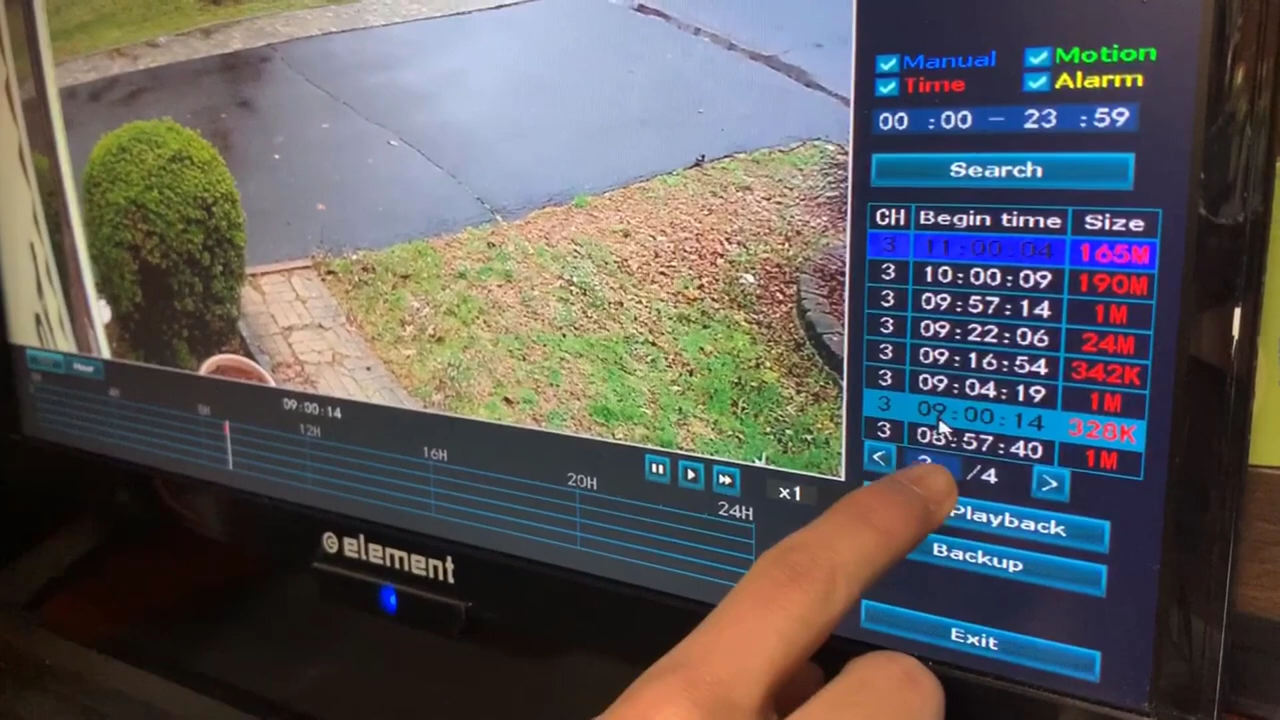 Manual Motion
Time Alarm
00 :00 - 23 :59
Search
CH Begin time Size
3 11:00:04 165M
3 10:00:09 190M
3 09:57:14 1M
3 09:22:06 24M
3 09:16:54 342K
3 09:04:19 1M
3 09:00:14 328K
3 08:57:40 1M
< /4 >
Playback
Backup
Exit
Hour
09:00:14
4H 8H 12H 16H 20H 24H
x1
element